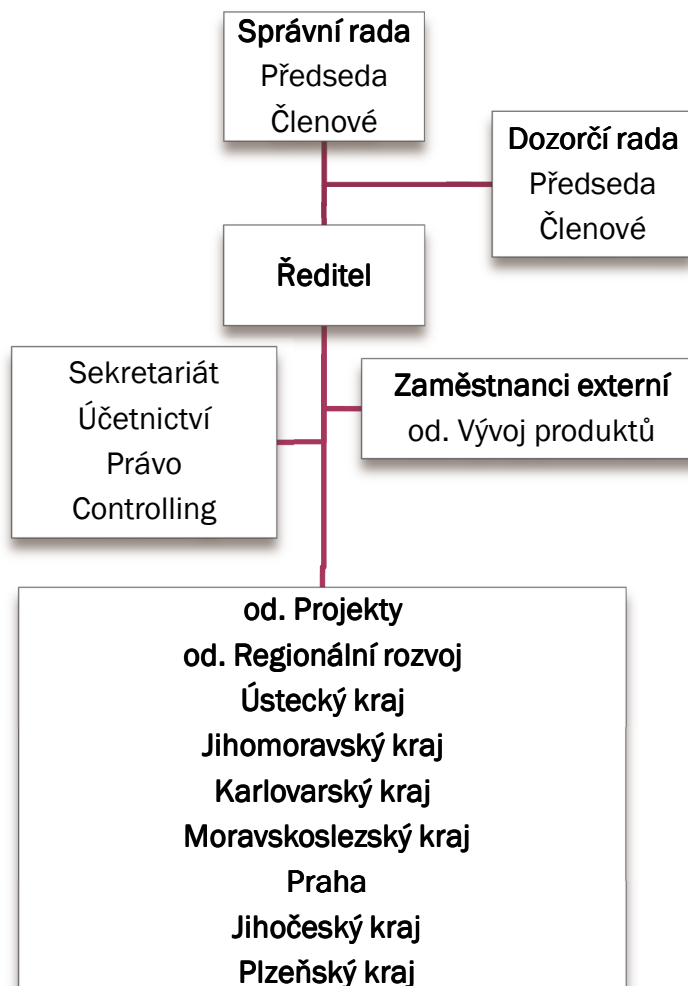 Správní rada
Předseda
Členové
Dozorčí rada
Předseda
Členové
Ředitel
Sekretariát
Účetnictví
Právo
Controlling
Zaměstnanci externí
od. Vývoj produktů
od. Projekty
od. Regionální rozvoj
Ústecký kraj
Jihomoravský kraj
Karlovarský kraj
Moravskoslezský kraj
Praha
Jihočeský kraj
Plzeňský kraj